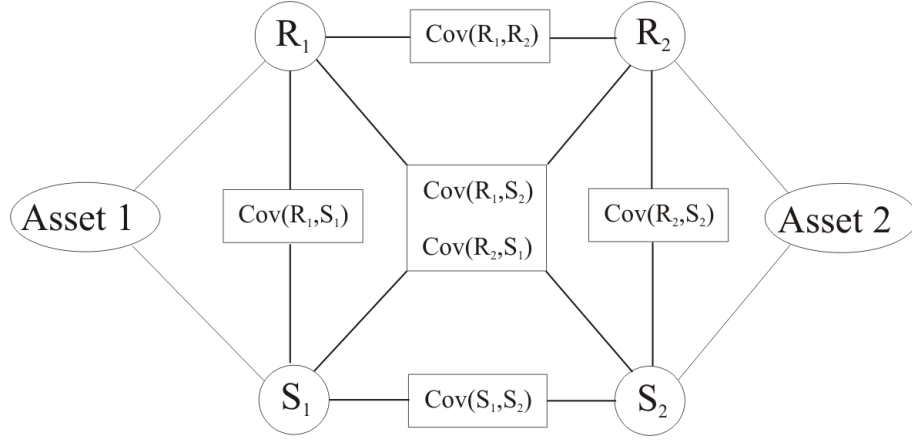 R₁
Cov(R₁,R₂)
R₂
Cov(R₁,S₂)
Asset 1
Cov(R₁,S₁)
Cov(R₂,S₂)
Asset 2
Cov(R₂,S₁)
S₁
Cov(S₁,S₂)
S₂